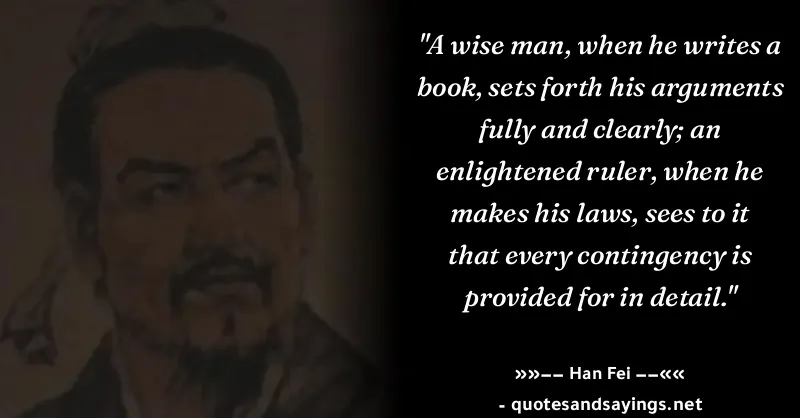 "A wise man, when he writes a
book, sets forth his arguments
fully and clearly; an
enlightened ruler, when he
makes his laws, sees to it
that every contingency is
provided for in detail."
»»–– Han Fei ––««
- quotesandsayings.net